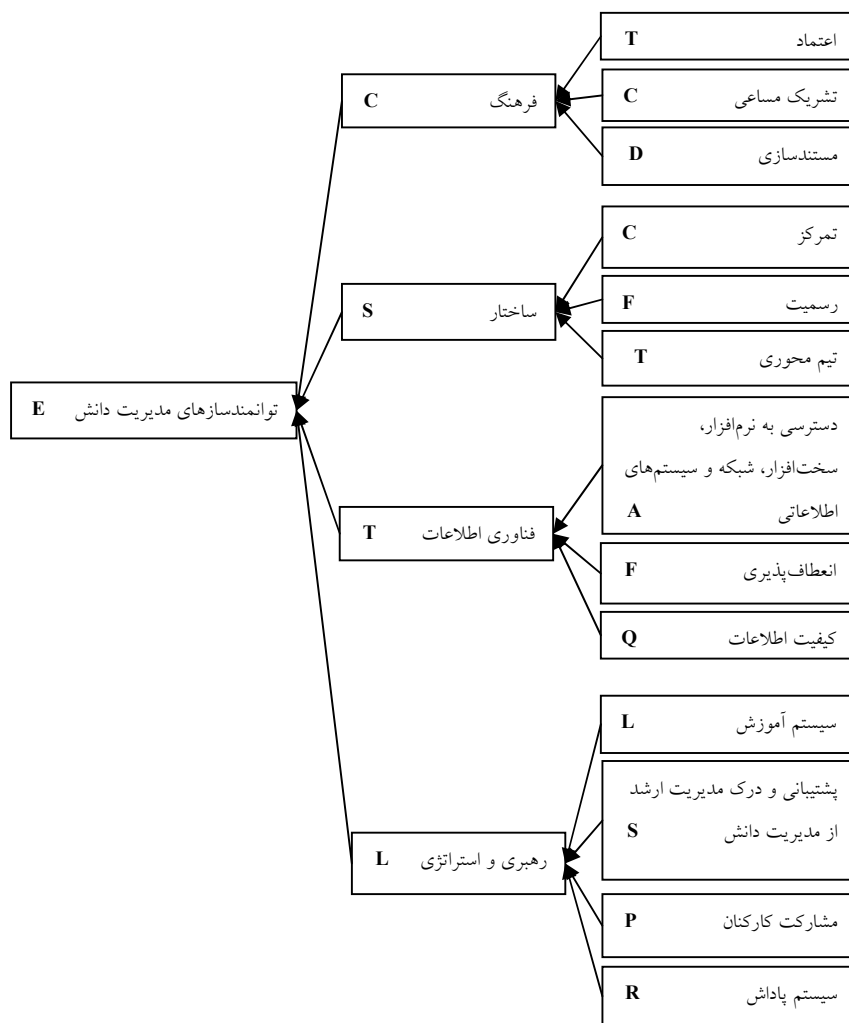 اعتماد T
تشریک مساعی C
مستندسازی D
فرهنگ C
تمرکز C
رسمیت F
تیم محوری T
ساختار S
توانمندسازهای مدیریت دانش E
دسترسی به نرم‌افزار،
سخت‌افزار، شبکه و سیستم‌های
اطلاعاتی A
انعطاف‌پذیری F
کیفیت اطلاعات Q
فناوری اطلاعات T
سیستم آموزش L
پشتیبانی و درک مدیریت ارشد
از مدیریت دانش S
مشارکت کارکنان P
سیستم پاداش R
رهبری و استراتژی L